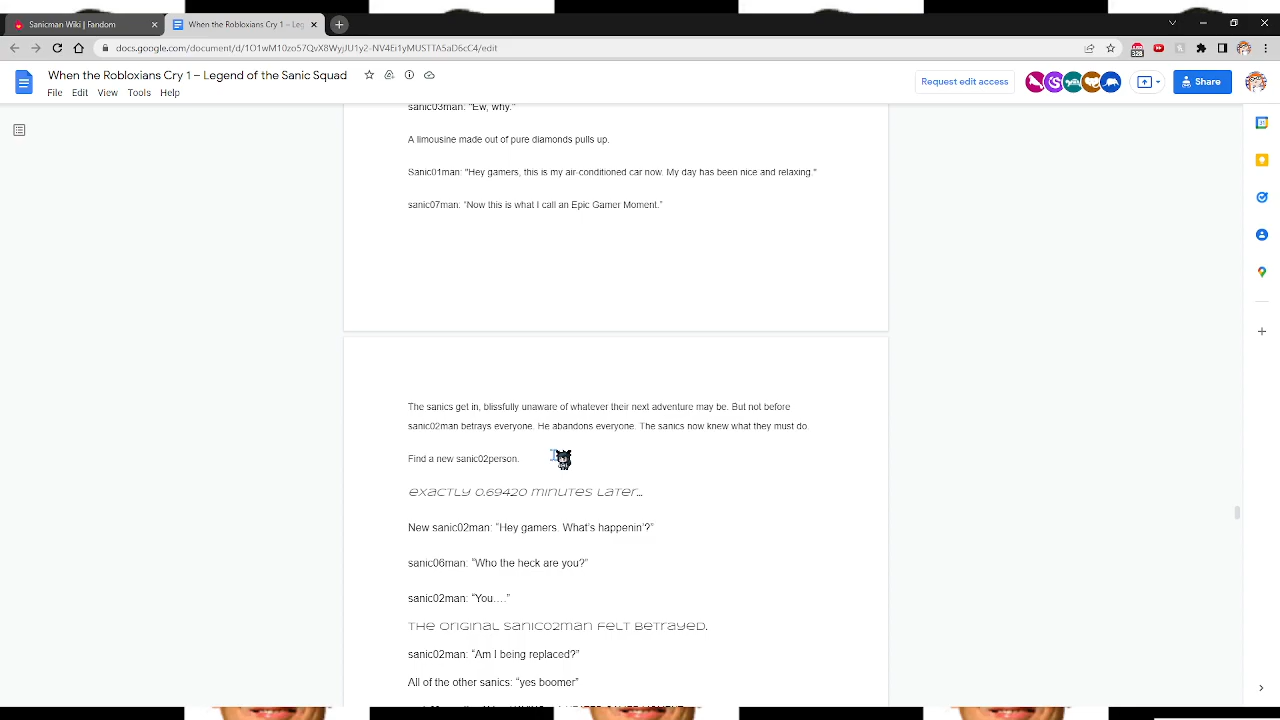 Sanicman Wiki | Fandom
When the Robloxians Cry 1 – Leg
docs.google.com/document/d/1O1wM10zo57QvX8WyjJU1y2-NV4Ei1yMUSTTA5aD6cC4/edit
When the Robloxians Cry 1 – Legend of the Sanic Squad
File Edit View Tools Help
Request edit access
Share
sanic03man: "Ew, why."
A limousine made out of pure diamonds pulls up.
Sanic01man: "Hey gamers, this is my air-conditioned car now. My day has been nice and relaxing."
sanic07man: “Now this is what I call an Epic Gamer Moment.”
The sanics get in, blissfully unaware of whatever their next adventure may be. But not before
sanic02man betrays everyone. He abandons everyone. The sanics now knew what they must do.
Find a new sanic02person.
Exactly 0.69420 minutes later...
New sanic02man: “Hey gamers. What’s happenin’?”
sanic06man: “Who the heck are you?”
sanic02man: “You….”
The original sanic02man felt betrayed.
sanic02man: “Am I being replaced?”
All of the other sanics: “yes boomer”